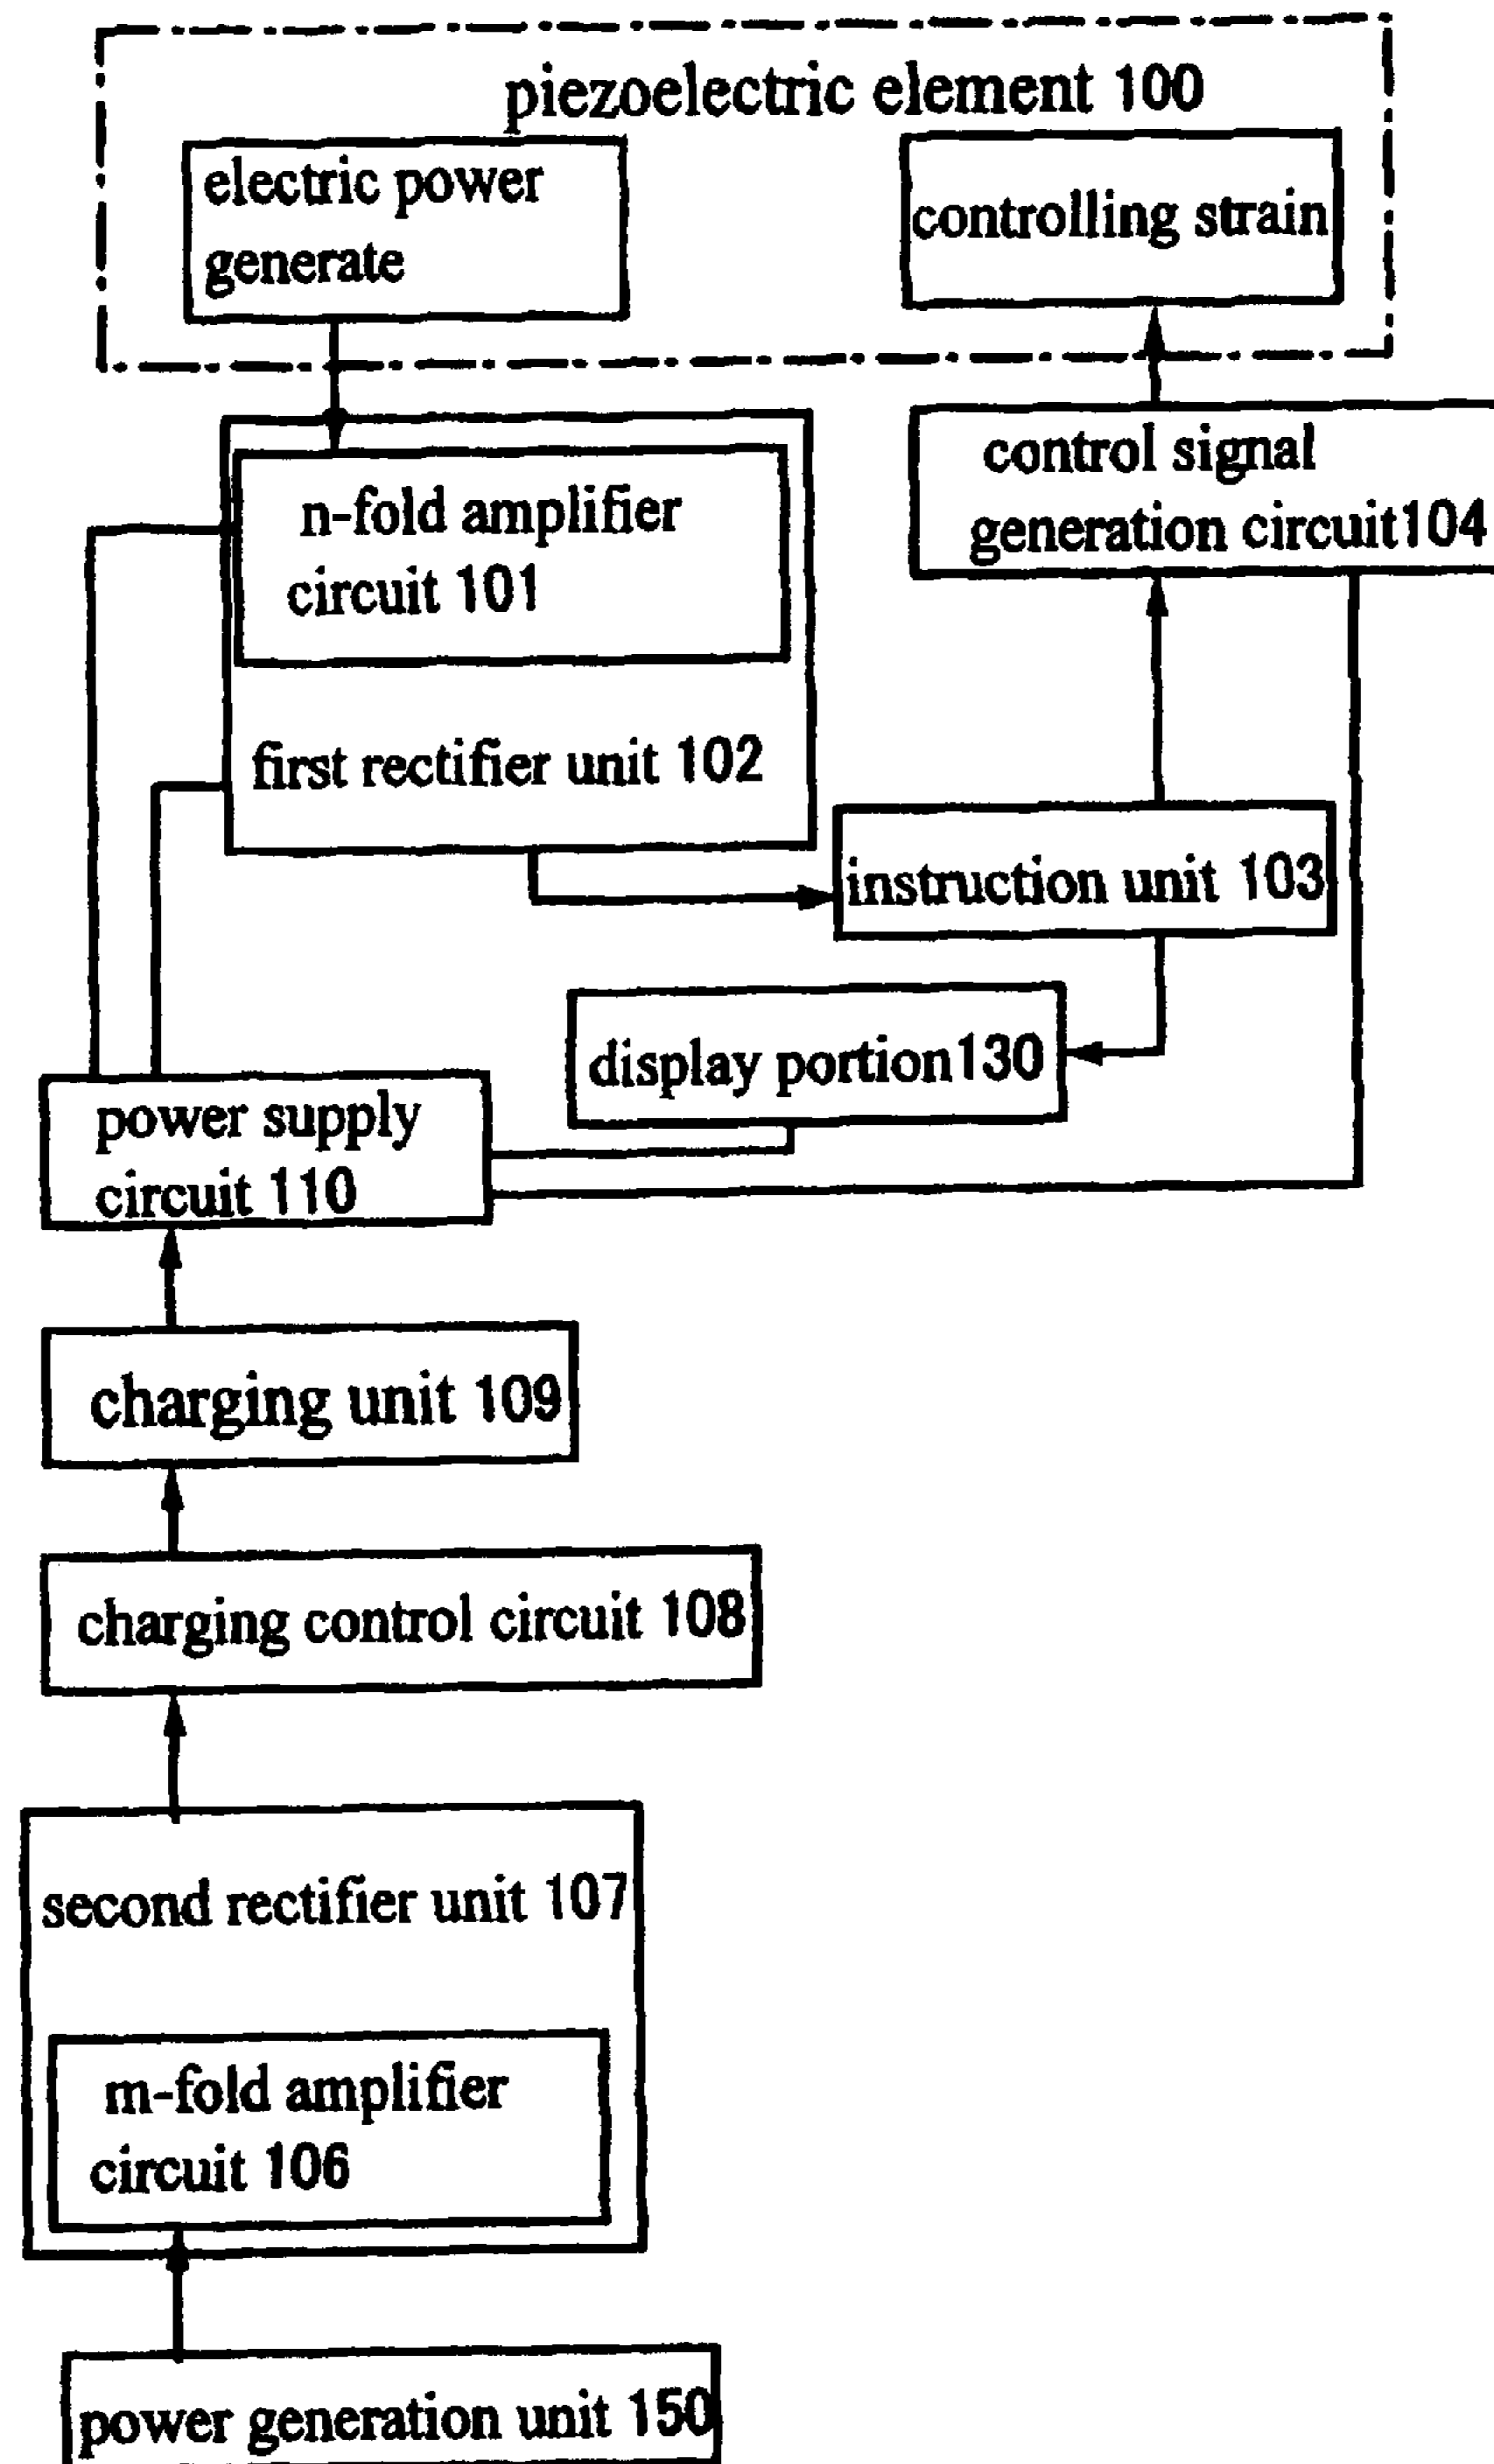 piezoelectric element 100
electric power
generate
controlling strain
n-fold amplifier
circuit 101
control signal
generation circuit104
first rectifier unit 102
instruction unit 103
display portion130
power supply
circuit 110
charging unit 109
charging control circuit 108
second rectifier unit 107
m-fold amplifier
circuit 106
power generation unit 150